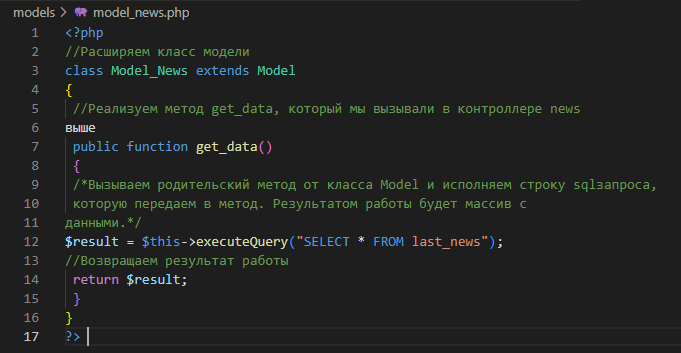 models > model_news.php
1 <?php
2 //Расширяем класс модели
3 class Model_News extends Model
4 {
5 //Реализуем метод get_data, который мы вызывали в контроллере news
6 выше
7 public function get_data()
8 {
9 /*Вызываем родительский метод от класса Model и исполняем строку sqlзапроса,
10 которую передаем в метод. Результатом работы будет массив с
11 данными.*/
12 $result = $this->executeQuery("SELECT * FROM last_news");
13 //Возвращаем результат работы
14 return $result;
15 }
16 }
17 ?>